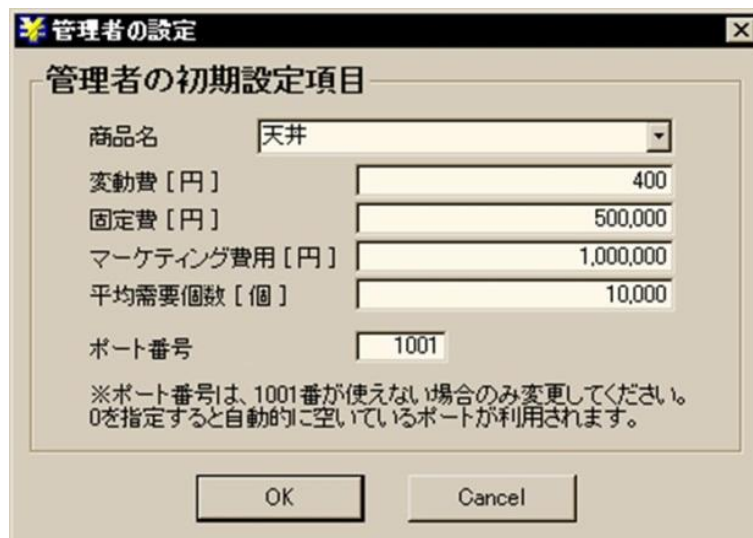 管理者の設定
管理者の初期設定項目
商品名 天丼
変動費 [ 円 ] 400
固定費 [ 円 ] 500,000
マーケティング費用 [ 円 ] 1,000,000
平均需要個数 [ 個 ] 10,000
ポート番号 1001
※ポート番号は、1001番が使えない場合のみ変更してください。
0を指定すると自動的に空いているポートが利用されます。
OK Cancel